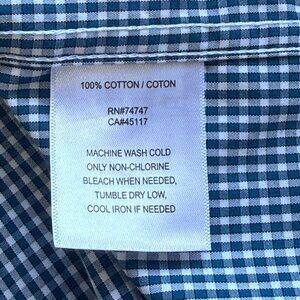 100% COTTON / COTON
RN#74747
CA#45117
MACHINE WASH COLD
ONLY NON-CHLORINE
BLEACH WHEN NEEDED,
TUMBLE DRY LOW,
COOL IRON IF NEEDED